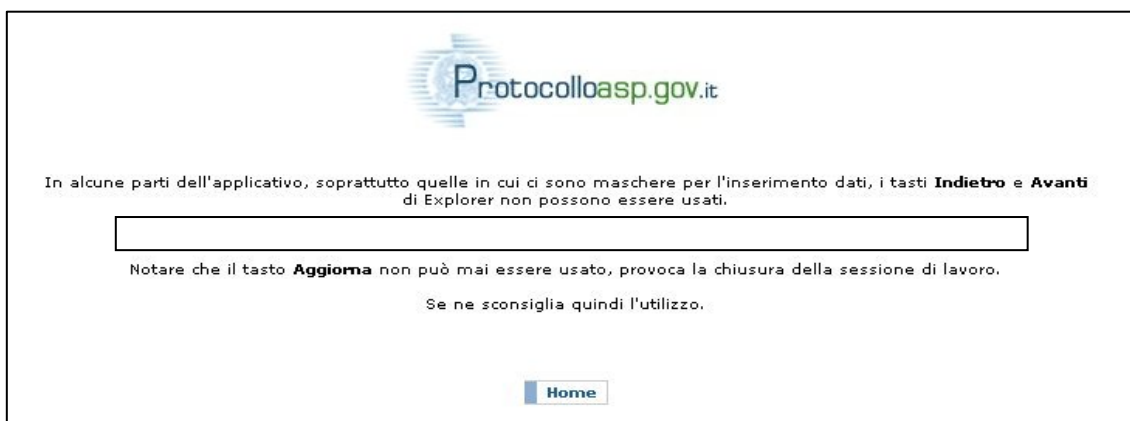 Protocolloasp.gov.it
In alcune parti dell'applicativo, soprattutto quelle in cui ci sono maschere per l'inserimento dati, i tasti Indietro e Avanti
di Explorer non possono essere usati.
Notare che il tasto Aggiorna non può mai essere usato, provoca la chiusura della sessione di lavoro.
Se ne sconsiglia quindi l'utilizzo.
Home